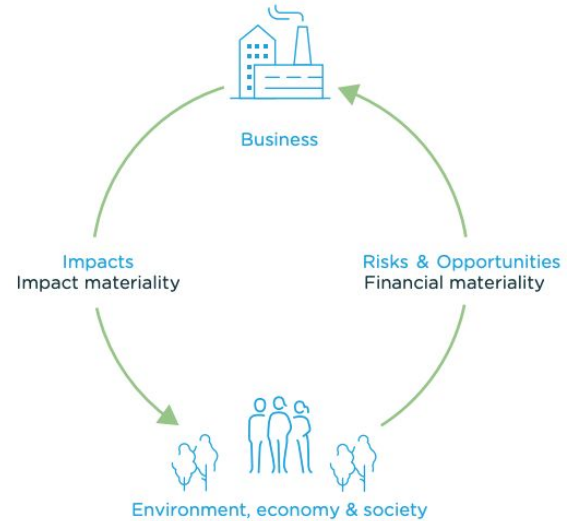 Business
Impacts
Impact materiality
Risks & Opportunities
Financial materiality
Environment, economy & society